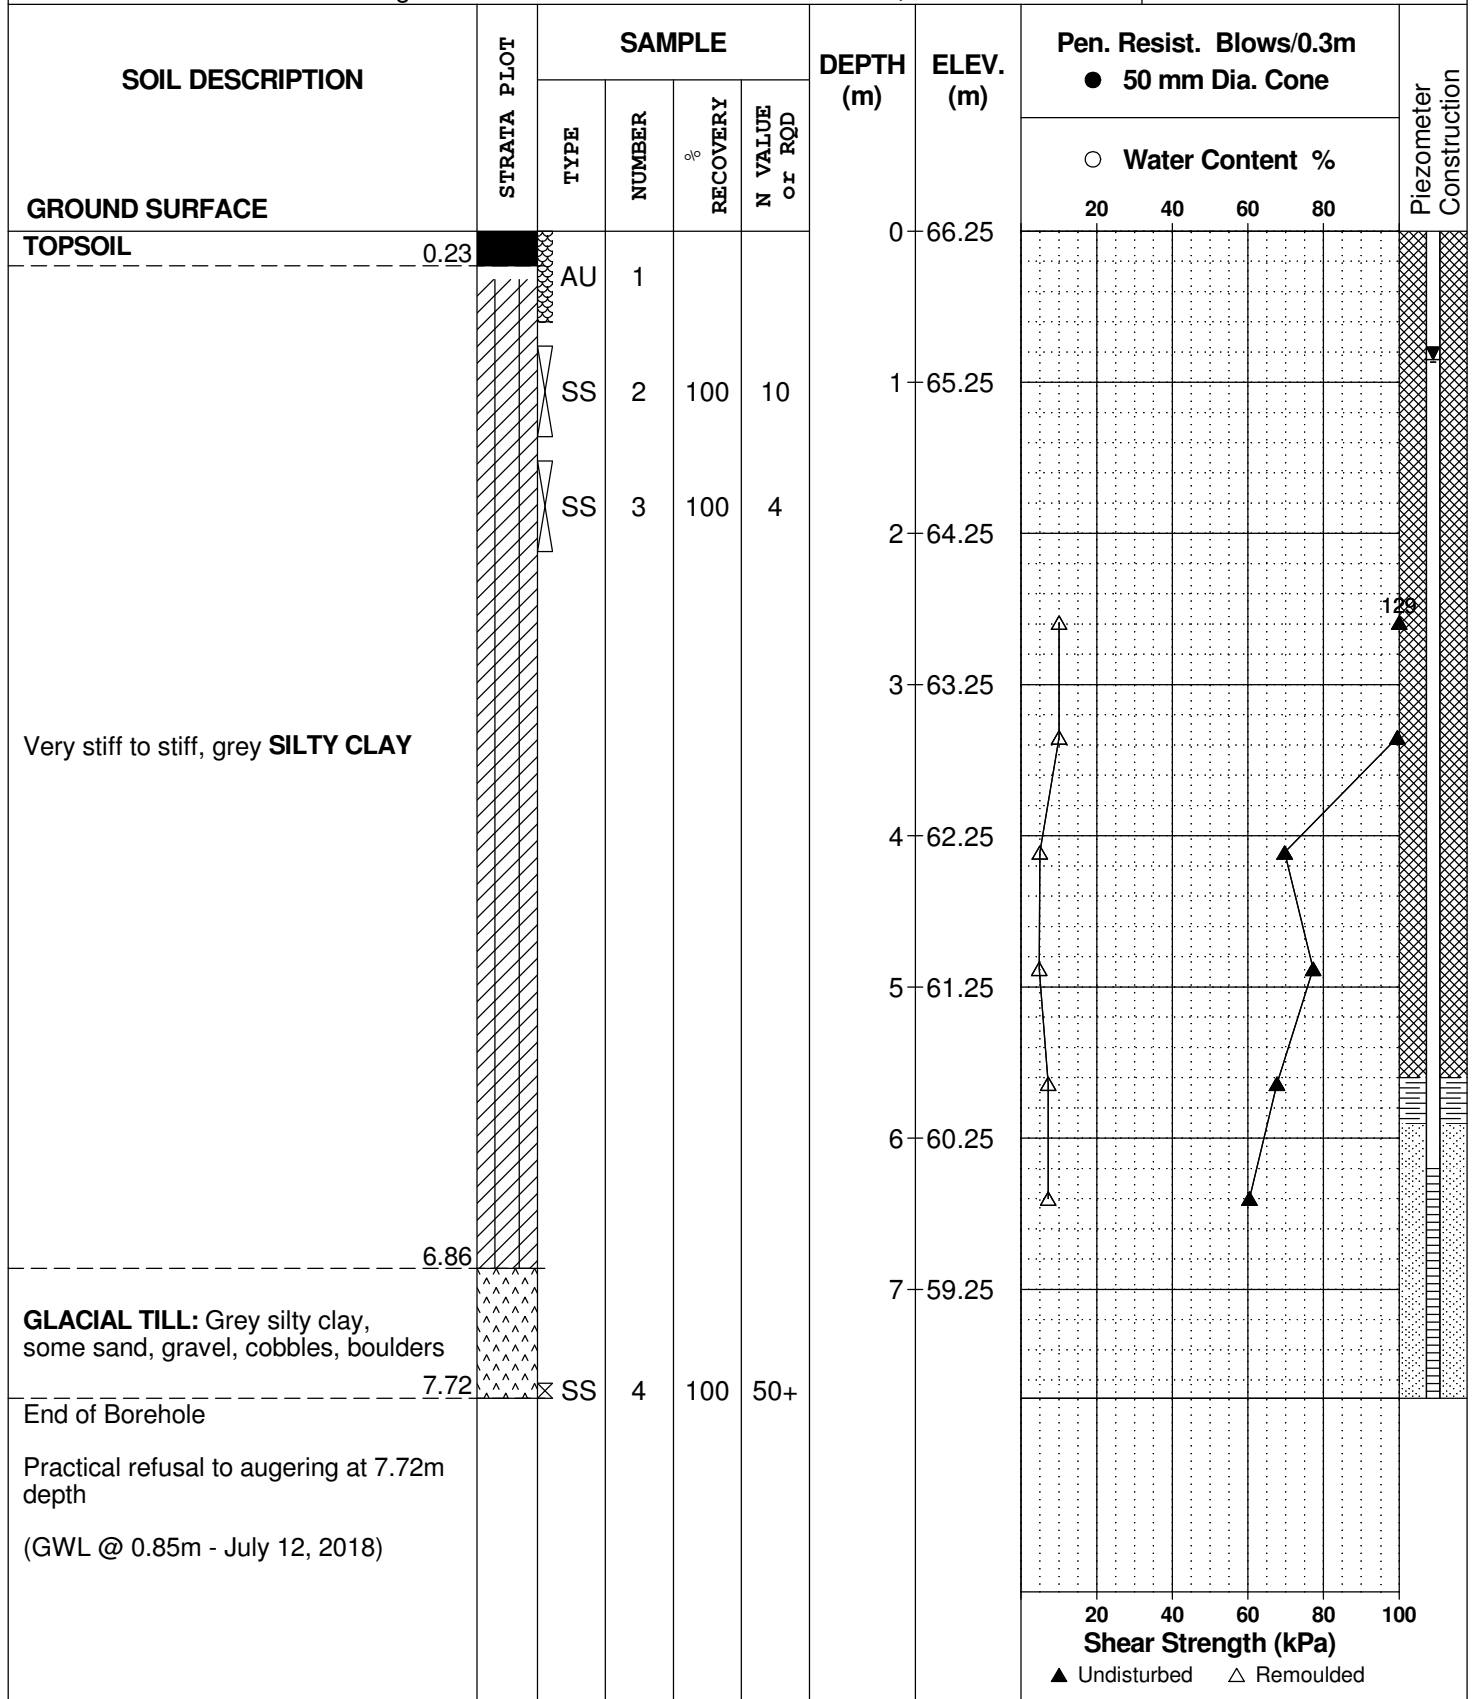 SOIL DESCRIPTION
GROUND SURFACE
STRATA PLOT
SAMPLE
TYPE
NUMBER
%
RECOVERY
N VALUE
or RQD
DEPTH
(m)
ELEV.
(m)
Pen. Resist. Blows/0.3m
● 50 mm Dia. Cone
○ Water Content %
20 40 60 80
Piezometer
Construction
TOPSOIL
0.23
AU 1
SS 2 100 10
SS 3 100 4
0 66.25
1 65.25
2 64.25
129
3 63.25
Very stiff to stiff, grey SILTY CLAY
4 62.25
5 61.25
6 60.25
6.86
7 59.25
GLACIAL TILL: Grey silty clay,
some sand, gravel, cobbles, boulders
7.72
SS 4 100 50+
End of Borehole
Practical refusal to augering at 7.72m
depth
(GWL @ 0.85m - July 12, 2018)
20 40 60 80 100
Shear Strength (kPa)
▲ Undisturbed △ Remoulded